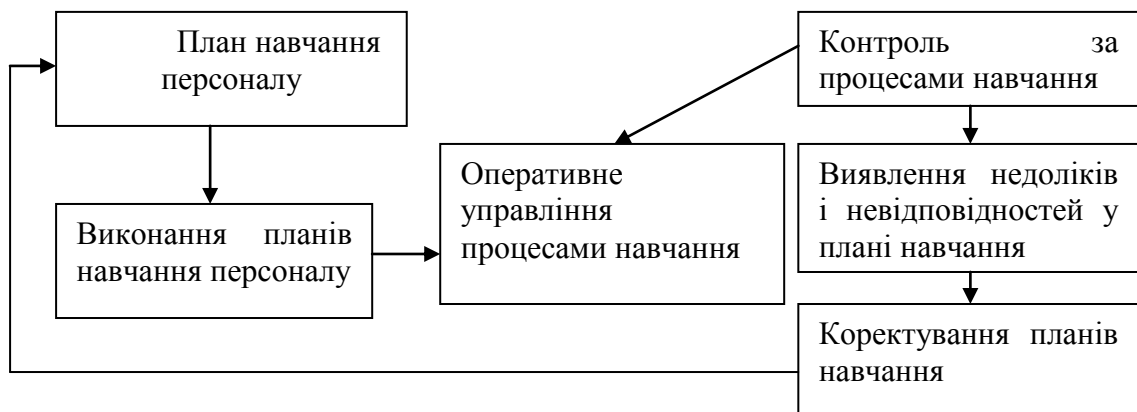 План навчання
персоналу
Контроль за
процесами навчання
Оперативне
управління
процесами навчання
Виявлення недоліків
і невідповідностей у
плані навчання
Виконання планів
навчання персоналу
Коректування планів
навчання